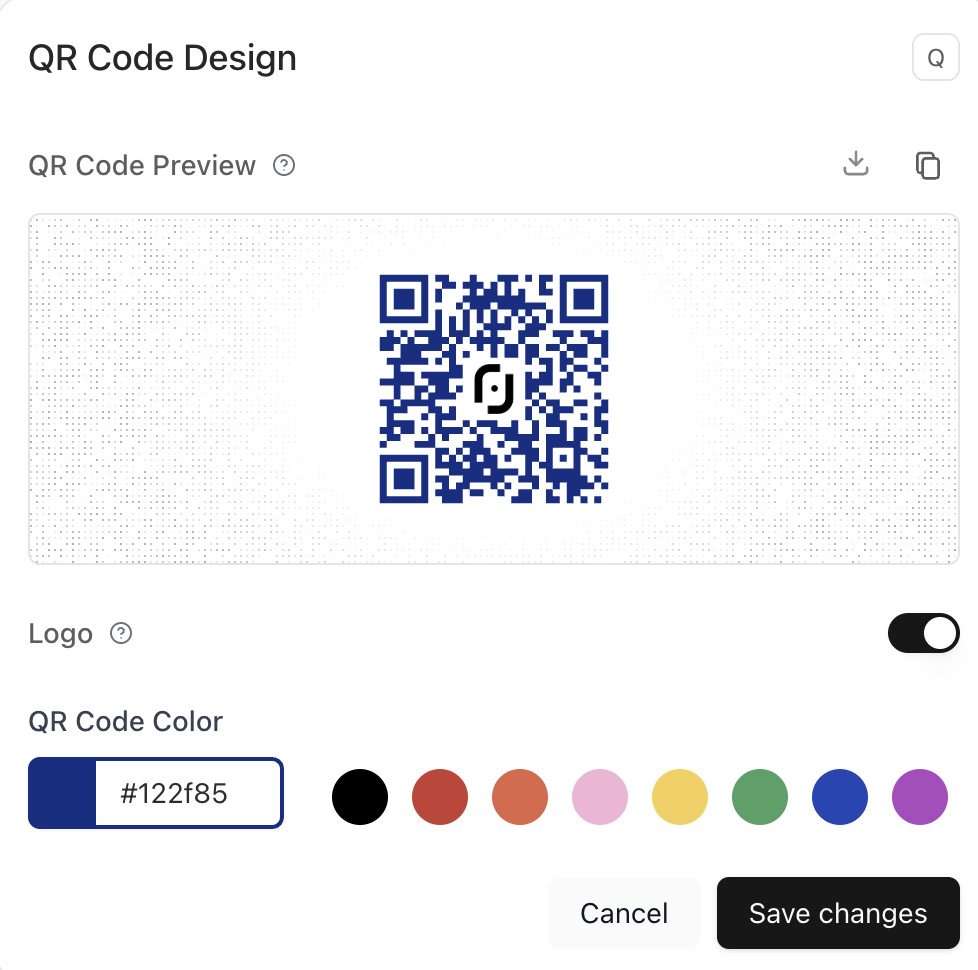 QR Code Design
Q
QR Code Preview
Logo
QR Code Color
#122f85
Cancel
Save changes